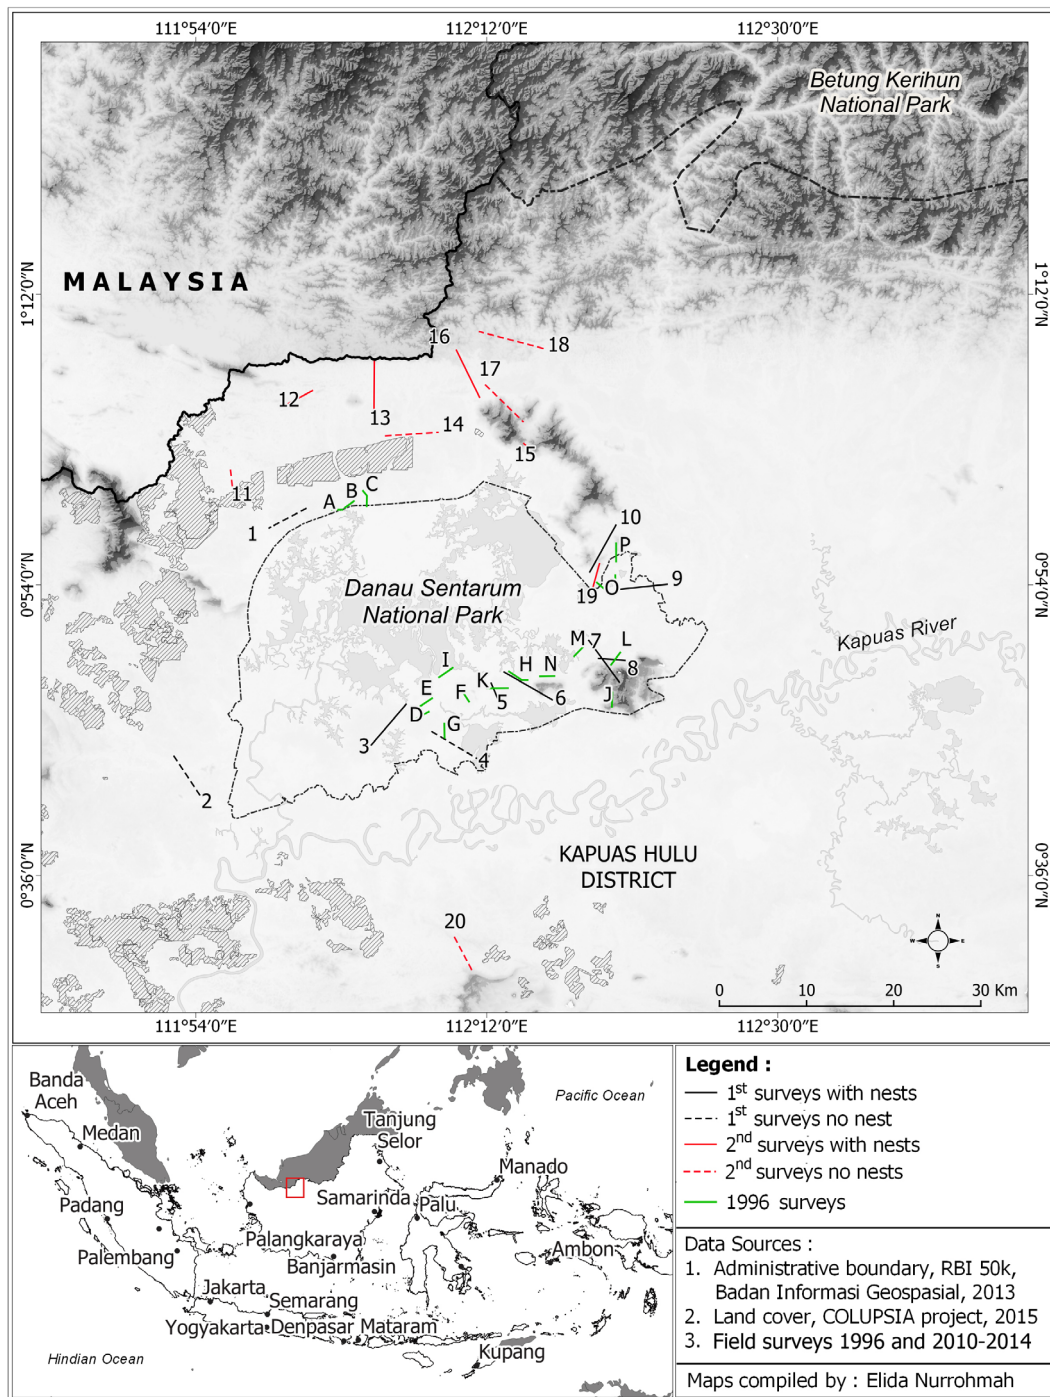 111°54′0″E
112°12′0″E
112°30′0″E
Betung Kerihun
National Park
MALAYSIA
1°12′0″N
1°12′0″N
16
18
17
12
13
14
15
11
C
B
A
1
10
P
Danau Sentarum
National Park
0°54′0″N
0°54′0″N
19
O
9
Kapuas River
M
7
L
8
I
H
N
K
E
F
5
6
J
D
G
3
4
2
KAPUAS HULU
DISTRICT
0°36′0″N
0°36′0″N
20
N
W
E
S
0
10
20
30 Km
111°54′0″E
112°12′0″E
112°30′0″E
Banda
Aceh
Medan
Padang
Palembang
Jakarta
Semarang
Yogyakarta
Denpasar
Mataram
Kupang
Palangkaraya
Banjarmasin
Samarinda
Tanjung
Selor
Palu
Manado
Ambon
Pacific Ocean
Hindian Ocean
Legend :
1st surveys with nests
1st surveys no nest
2nd surveys with nests
2nd surveys no nests
1996 surveys
Data Sources :
1. Administrative boundary, RBI 50k,
Badan Informasi Geospasial, 2013
2. Land cover, COLUPSIA project, 2015
3. Field surveys 1996 and 2010-2014
Maps compiled by : Elida Nurrohmah